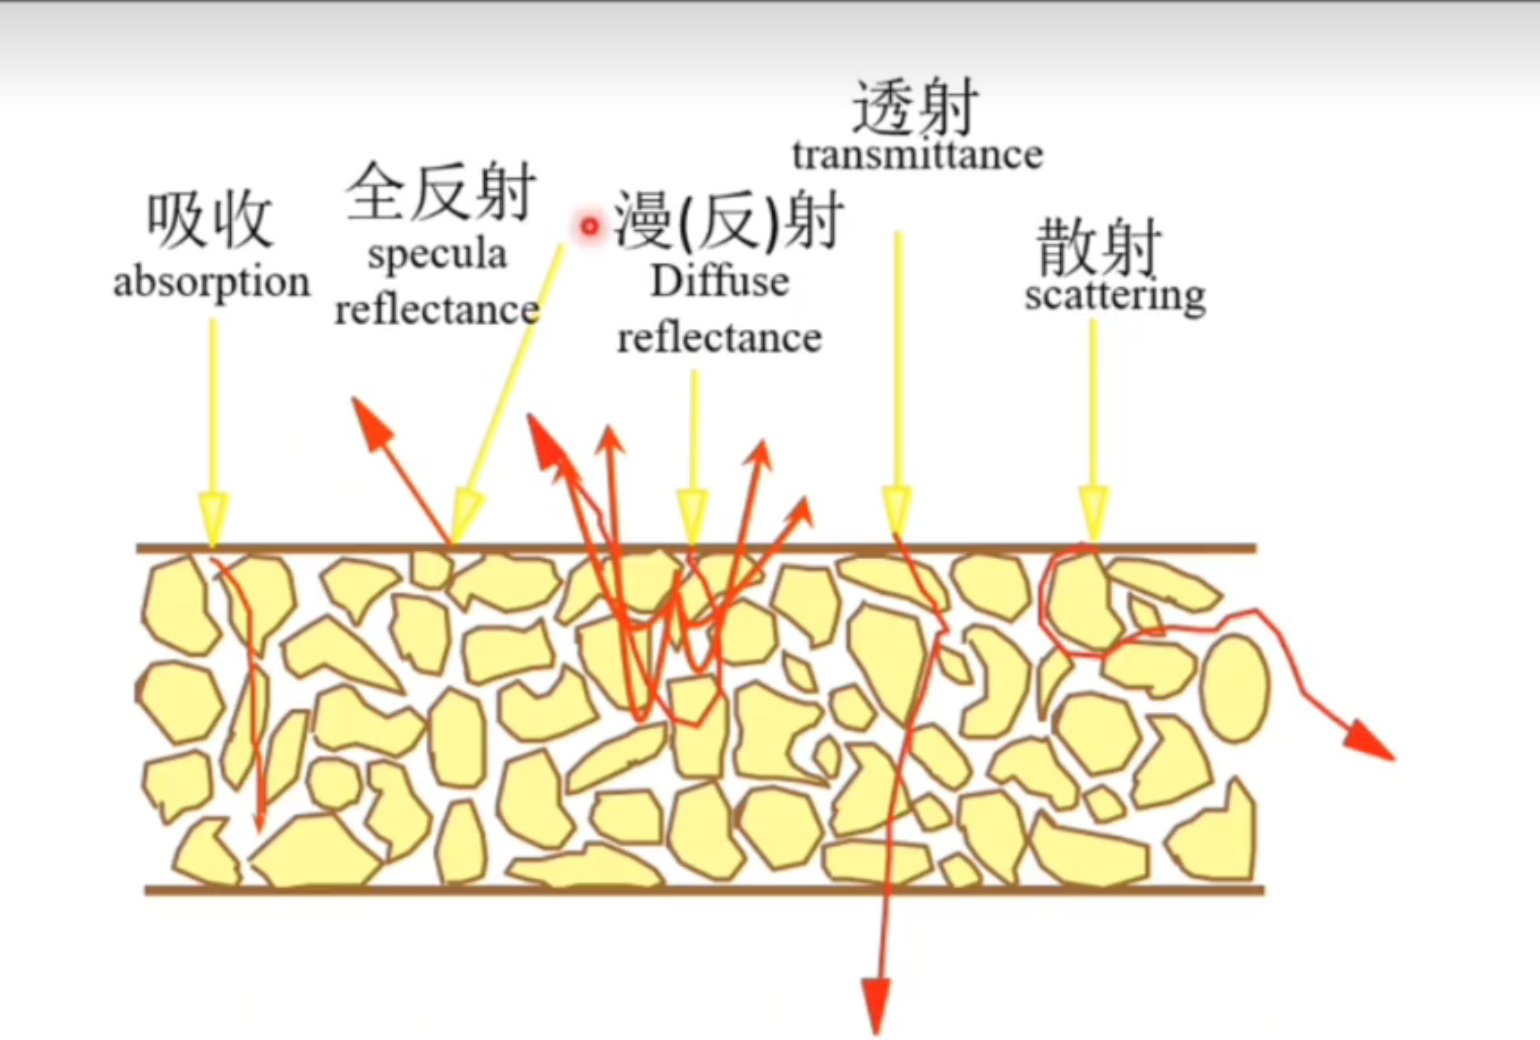 吸收
absorption
全反射
specula
reflectance
漫(反)射
Diffuse
reflectance
透射
transmittance
散射
scattering